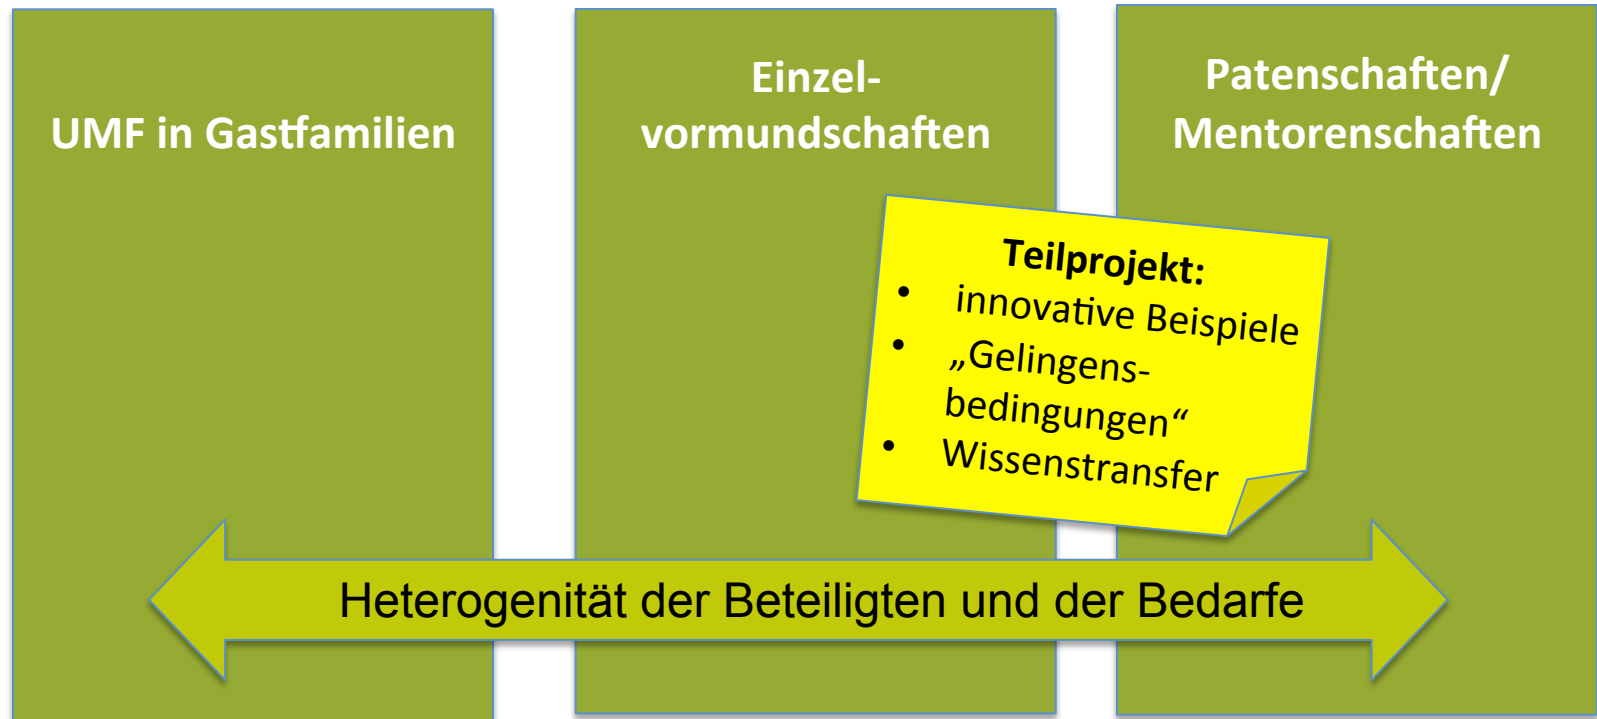 UMF in Gastfamilien
Einzel-
vormundschaften
Patenschaften/
Mentorenschaften
Teilprojekt:
• innovative Beispiele
• „Gelingens-
bedingungen“
• Wissenstransfer
Heterogenität der Beteiligten und der Bedarfe